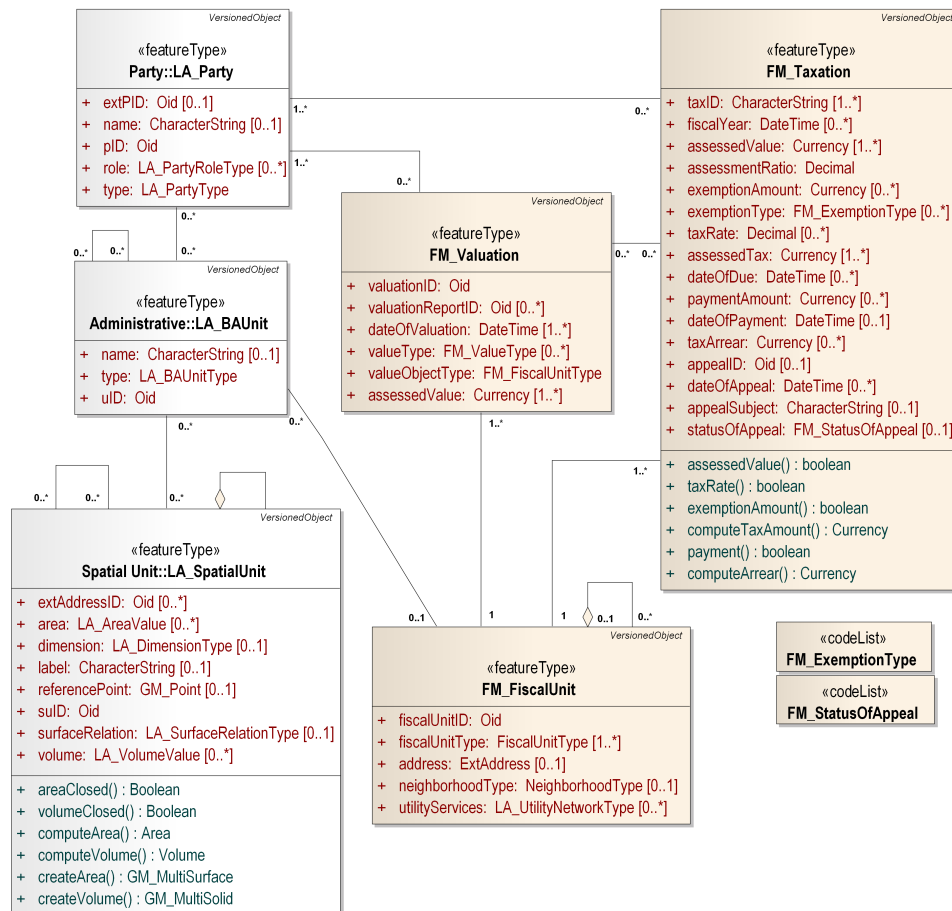 VersionedObject
«featureType»
Party::LA_Party
+ extPID: Oid [0..1]
+ name: CharacterString [0..1]
+ pID: Oid
+ role: LA_PartyRoleType [0..*]
+ type: LA_PartyType
1..*
0..*
1..*
0..*
0..*
0..*
0..*
0..*
VersionedObject
«featureType»
FM_Taxation
+ taxID: CharacterString [1..*]
+ fiscalYear: DateTime [0..*]
+ assessedValue: Currency [1..*]
+ assessmentRatio: Decimal
+ exemptionAmount: Currency [0..*]
+ exemptionType: FM_ExemptionType [0..*]
+ taxRate: Decimal [0..*]
+ assessedTax: Currency [1..*]
+ dateOfDue: DateTime [0..*]
+ paymentAmount: Currency [0..*]
+ dateOfPayment: DateTime [0..1]
+ taxArrear: Currency [0..*]
+ appealID: Oid [0..1]
+ dateOfAppeal: DateTime [0..*]
+ appealSubject: CharacterString [0..1]
+ statusOfAppeal: FM_StatusOfAppeal [0..1]
+ assessedValue() : boolean
+ taxRate() : boolean
+ exemptionAmount() : boolean
+ computeTaxAmount() : Currency
+ payment() : boolean
+ computeArrear() : Currency
VersionedObject
«featureType»
FM_Valuation
+ valuationID: Oid
+ valuationReportID: Oid [0..*]
+ dateOfValuation: DateTime [1..*]
+ valueType: FM_ValueType [0..*]
+ valueObjectType: FM_FiscalUnitType
+ assessedValue: Currency [1..*]
0..*
0..*
1..*
1..*
VersionedObject
«featureType»
Administrative::LA_BAUnit
+ name: CharacterString [0..1]
+ type: LA_BAUnitType
+ uID: Oid
0..*
0..*
0..*
0..*
0..*
VersionedObject
«featureType»
Spatial Unit::LA_SpatialUnit
+ extAddressID: Oid [0..*]
+ area: LA_AreaValue [0..*]
+ dimension: LA_DimensionType [0..1]
+ label: CharacterString [0..1]
+ referencePoint: GM_Point [0..1]
+ suID: Oid
+ surfaceRelation: LA_SurfaceRelationType [0..1]
+ volume: LA_VolumeValue [0..*]
+ areaClosed() : Boolean
+ volumeClosed() : Boolean
+ computeArea() : Area
+ computeVolume() : Volume
+ createArea() : GM_MultiSurface
+ createVolume() : GM_MultiSolid
0..1
1
1
0..1
0..*
VersionedObject
«featureType»
FM_FiscalUnit
+ fiscalUnitID: Oid
+ fiscalUnitType: FiscalUnitType [1..*]
+ address: ExtAddress [0..1]
+ neighborhoodType: NeighborhoodType [0..1]
+ utilityServices: LA_UtilityNetworkType [0..*]
«codeList»
FM_ExemptionType
«codeList»
FM_StatusOfAppeal